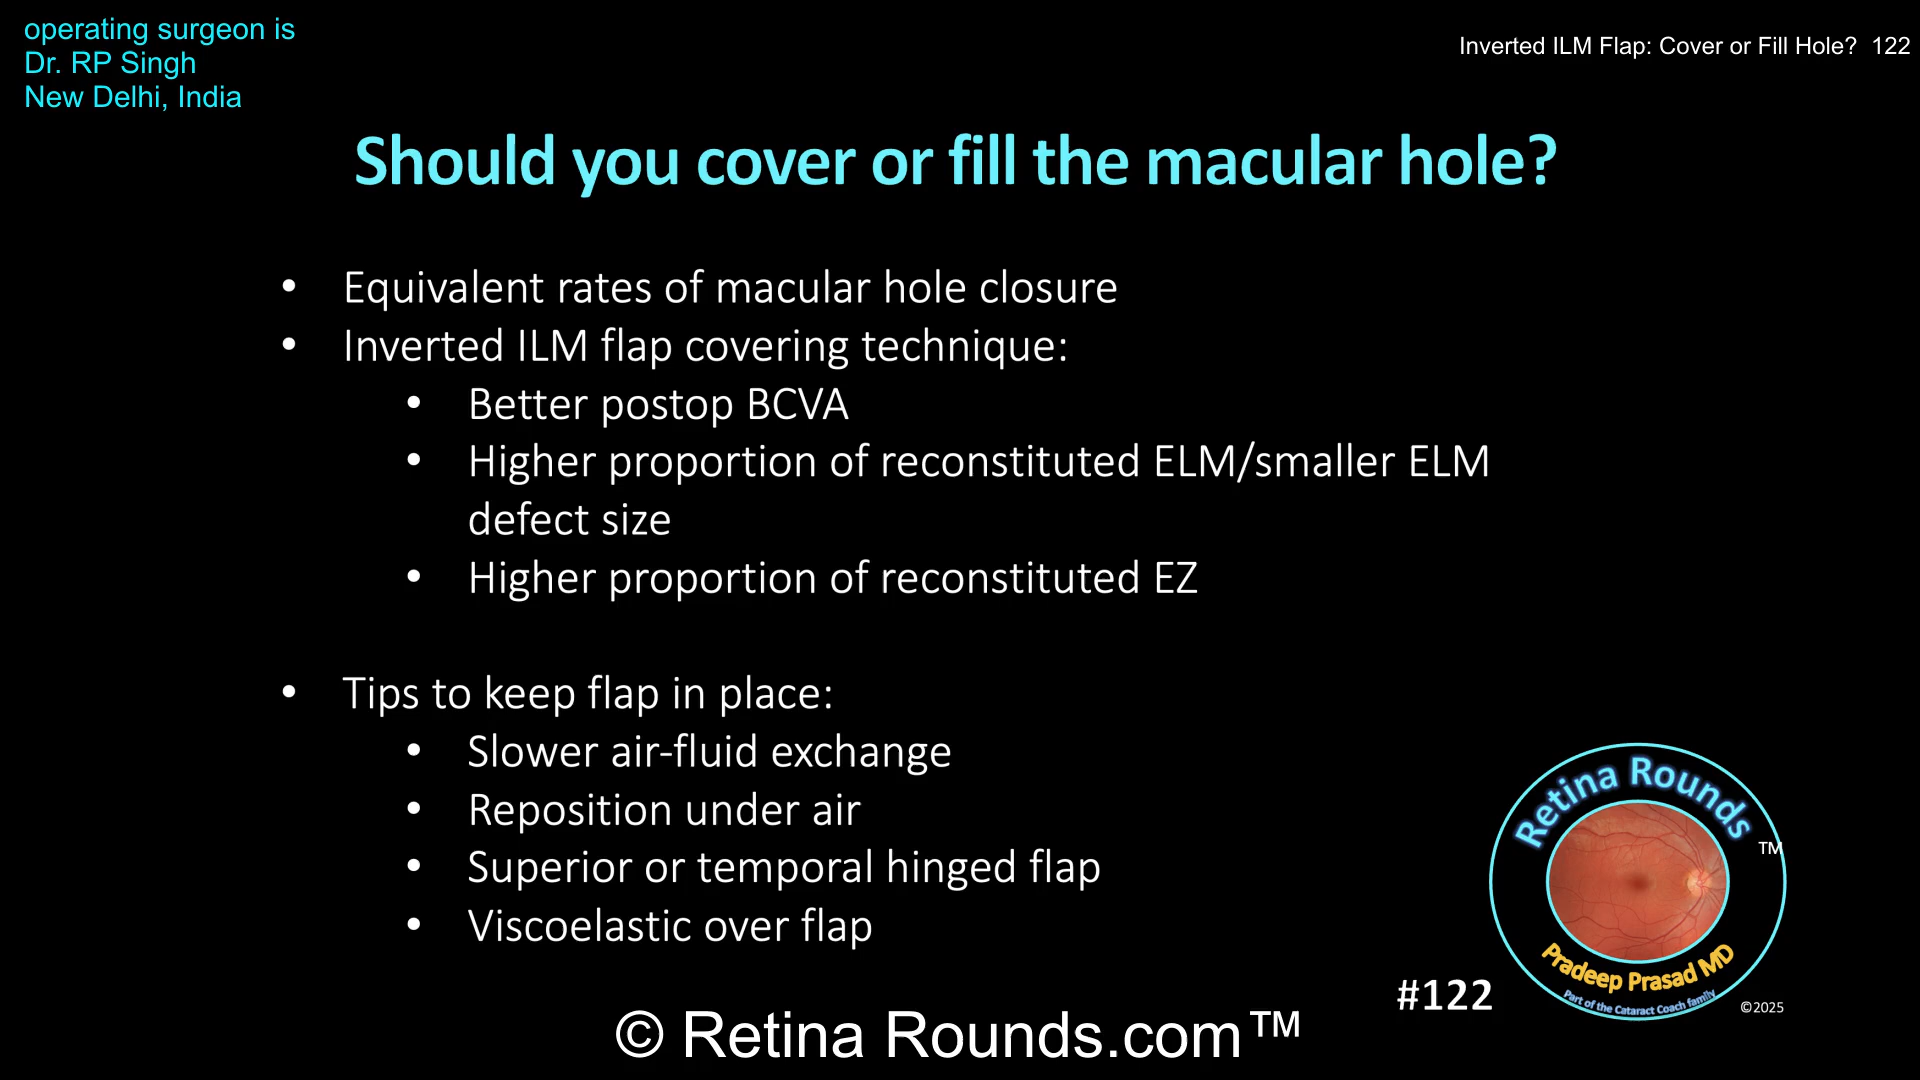 operating surgeon is
Dr. RP Singh
New Delhi, India
Inverted ILM Flap: Cover or Fill Hole? 122
Should you cover or fill the macular hole?
• Equivalent rates of macular hole closure
• Inverted ILM flap covering technique:
• Better postop BCVA
• Higher proportion of reconstituted ELM/smaller ELM
defect size
• Higher proportion of reconstituted EZ
• Tips to keep flap in place:
• Slower air-fluid exchange
• Reposition under air
• Superior or temporal hinged flap
• Viscoelastic over flap
Retina Rounds
TM
Pradeep Prasad MD
Part of the Cataract Coach family
©2025
#122
© Retina Rounds.com™